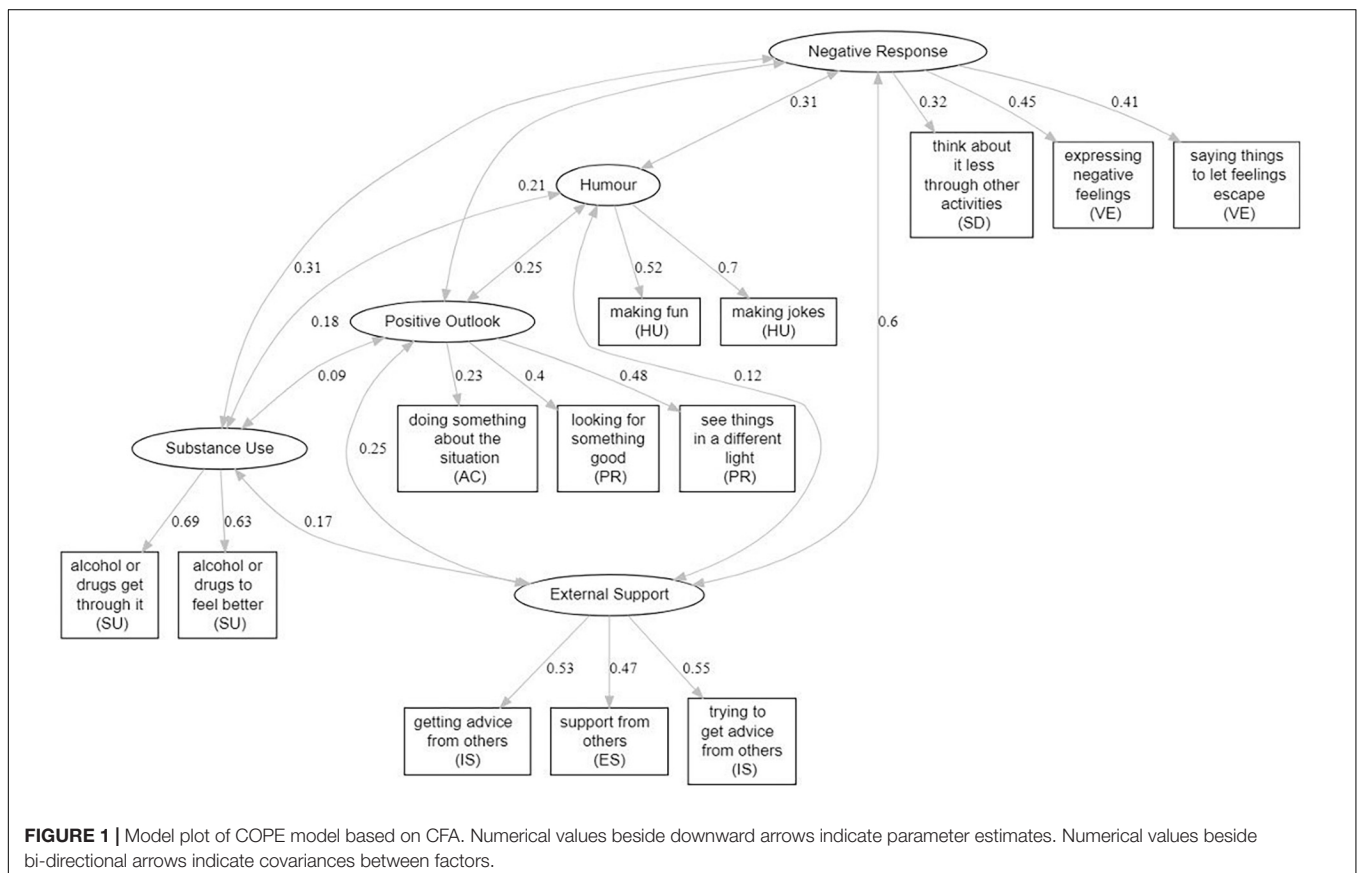 Negative Response
0.31
0.32
0.45
0.41
think about
it less
through other
activities
(SD)
expressing
negative
feelings
(VE)
saying things
to let feelings
escape
(VE)
Humour
0.21
0.31
0.25
0.52
0.7
making fun
(HU)
making jokes
(HU)
Positive Outlook
0.18
0.6
0.09
0.23
0.4
0.48
0.12
doing something
about the
situation
(AC)
looking for
something
good
(PR)
see things
in a different
light
(PR)
Substance Use
0.25
0.69
0.63
0.17
alcohol or
drugs get
through it
(SU)
alcohol or
drugs to
feel better
(SU)
External Support
0.53
0.47
0.55
getting advice
from others
(IS)
support from
others
(ES)
trying to
get advice
from others
(IS)
FIGURE 1 | Model plot of COPE model based on CFA. Numerical values beside downward arrows indicate parameter estimates. Numerical values beside
bi-directional arrows indicate covariances between factors.